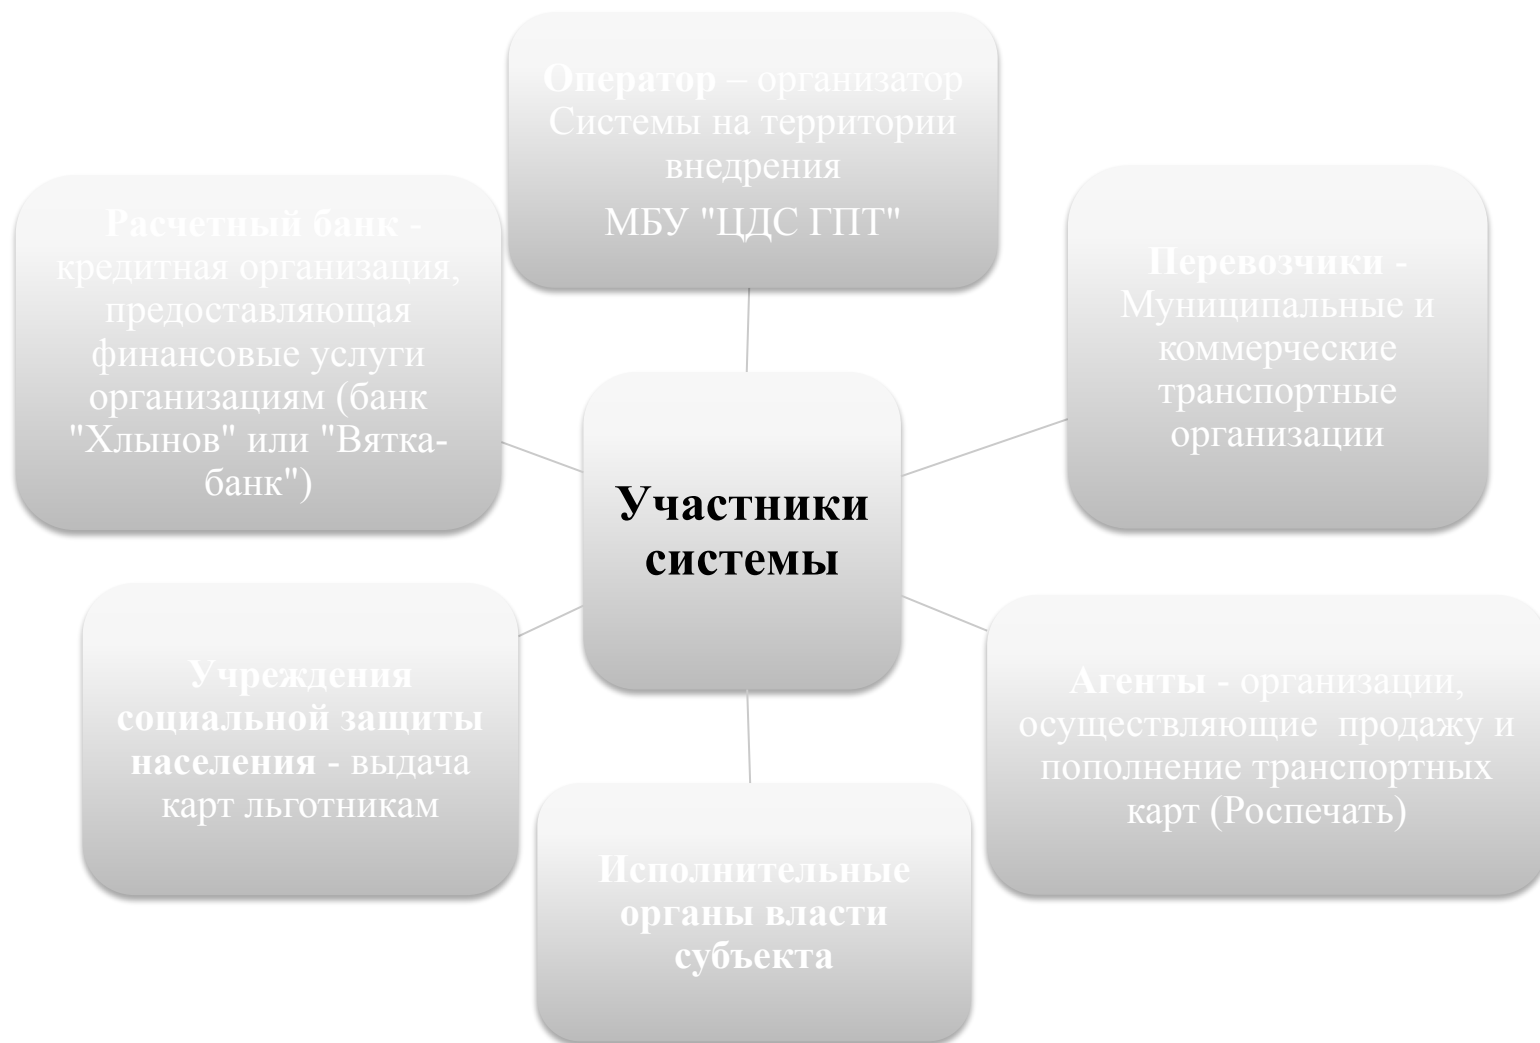 Оператор – организатор
Системы на территории
внедрения
МБУ "ЦДС ГПТ"
Расчетный банк -
кредитная организация,
предоставляющая
финансовые услуги
организациям (банк
"Хлынов" или "Вятка-
банк")
Перевозчики -
Муниципальные и
коммерческие
транспортные
организации
Участники
системы
Учреждения
социальной защиты
населения - выдача
карт льготникам
Агенты - организации,
осуществляющие  продажу и
пополнение транспортных
карт (Роспечать)
Исполнительные
органы власти
субъекта